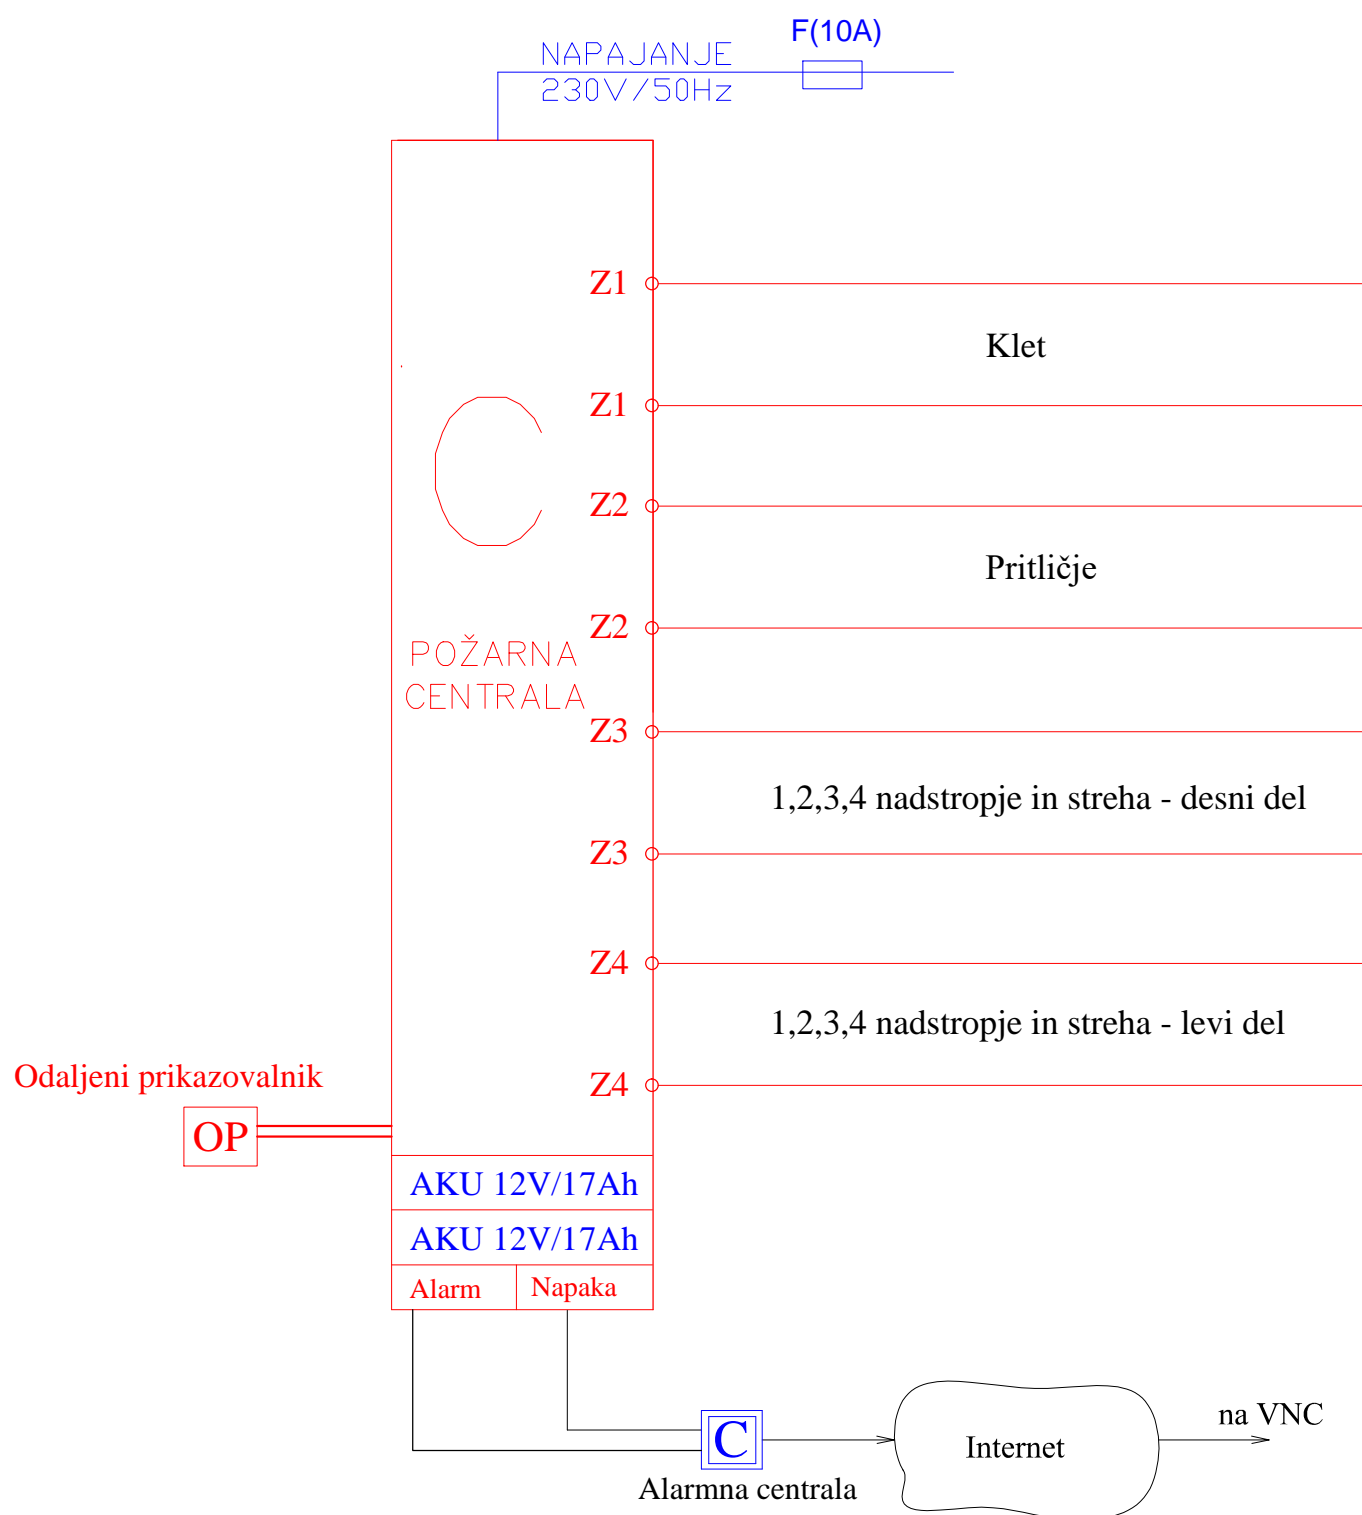 F(10A)
NAPAJANJE
230V/50Hz
Z1
Klet
Z1
C
Z2
Pritličje
Z2
POŽARNA
CENTRALA
Z3
1,2,3,4 nadstropje in streha - desni del
Z3
Z4
1,2,3,4 nadstropje in streha - levi del
Odaljeni prikazovalnik
Z4
OP
AKU 12V/17Ah
AKU 12V/17Ah
Alarm
Napaka
na VNC
C
Internet
Alarmna centrala